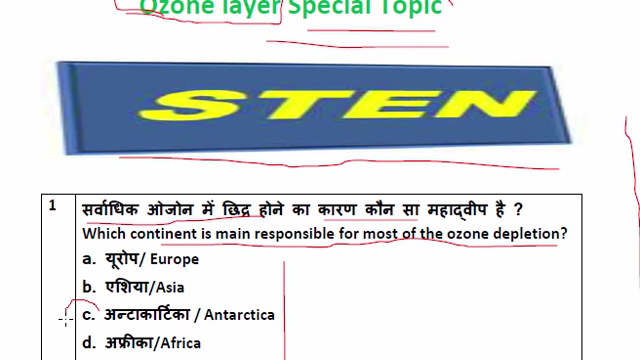 Ozone layer Special Topic
STEN
1 सर्वाधिक ओजोन में छिद्र होने का कारण कौन सा महाद्वीप है ?
Which continent is main responsible for most of the ozone depletion?
a. यूरोप/ Europe
b. एशिया/Asia
c. अन्टाकार्टिका / Antarctica
d. अफ्रीका/Africa